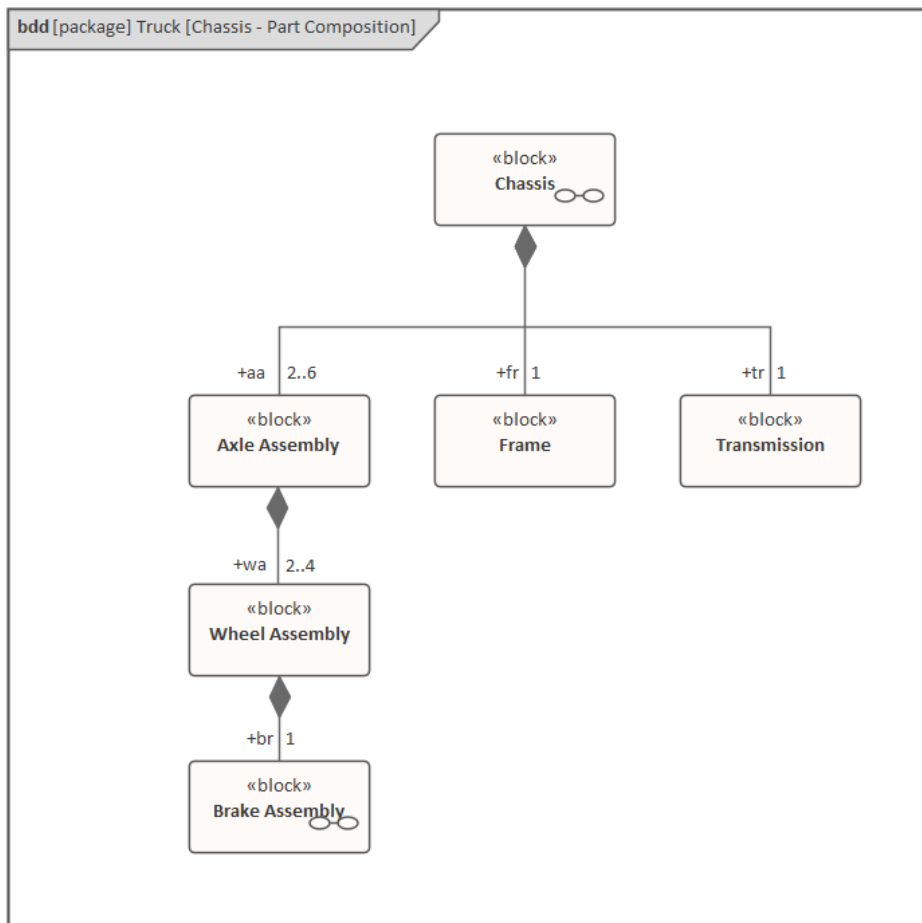 bdd [package] Truck [Chassis - Part Composition]
«block»
Chassis
+aa 2..6
+fr 1
+tr 1
«block»
Axle Assembly
«block»
Frame
«block»
Transmission
+wa 2..4
«block»
Wheel Assembly
+br 1
«block»
Brake Assembly